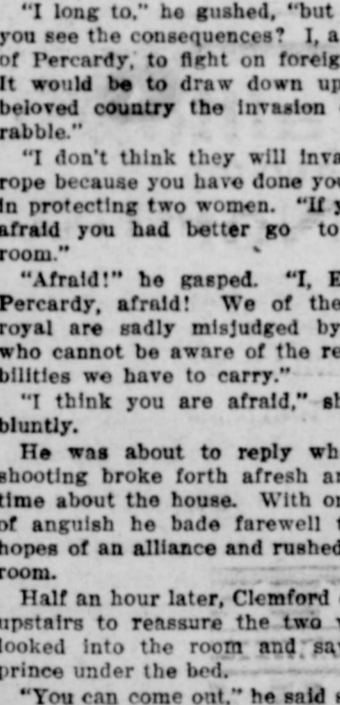 "I long to," he gushed, "but
you see the consequences? I, a
of Percardy, to fight on foreig
It would be to draw down up
beloved country the invasion
rabble."
"I don't think they will inva
rope because you have done yo
in protecting two women. "If y
afraid you had better go to
room."
"Afraid!" he gasped. "I, E
Percardy, afraid! We of the
royal are sadly misjudged by
who cannot be aware of the re
bilities we have to carry."
"I think you are afraid," sh
bluntly.
He was about to reply wh
shooting broke forth afresh a
time about the house. With o
of anguish he bade farewell t
hopes of an alliance and rushed
room.
Half an hour later, Clemford
upstairs to reassure the two
looked into the room and sa
prince under the bed.
"You can come out," he said s